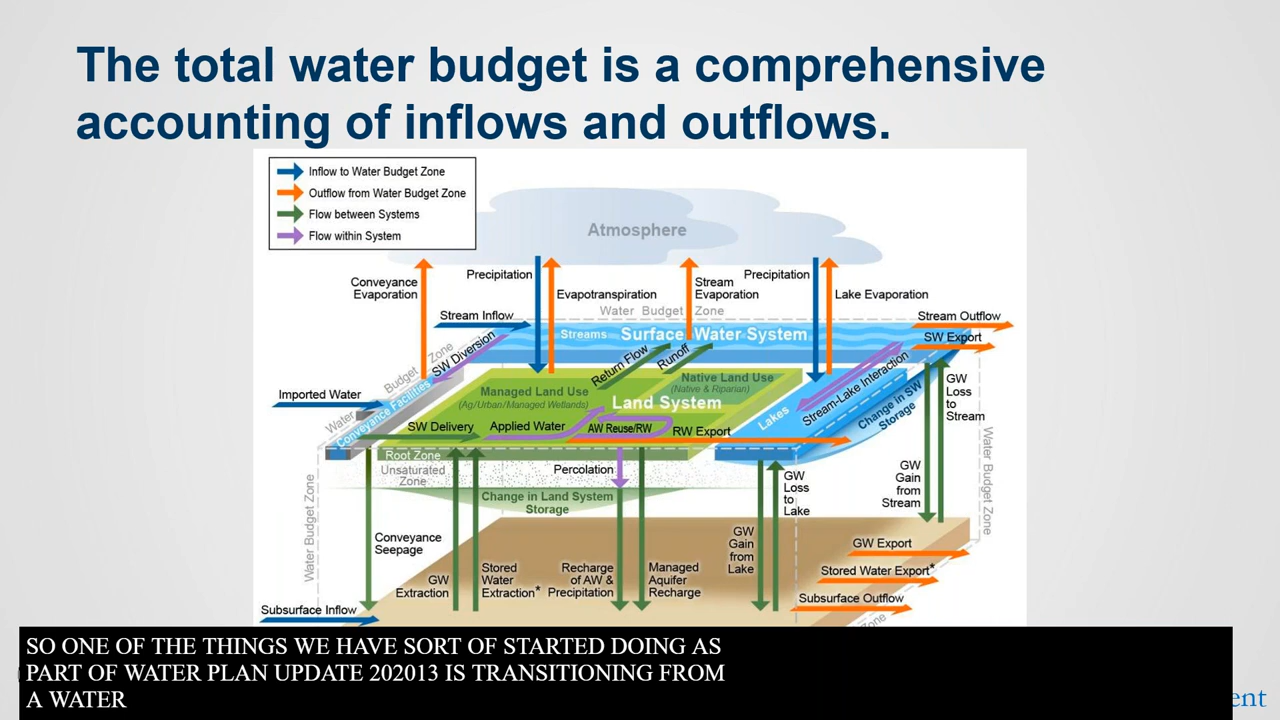 The total water budget is a comprehensive
accounting of inflows and outflows.
Inflow to Water Budget Zone
Outflow from Water Budget Zone
Flow between Systems
Flow within System
Atmosphere
Conveyance
Evaporation
Precipitation
Evapotranspiration
Stream
Evaporation
Precipitation
Lake Evaporation
Water Budget Zone
Stream Inflow
Stream Outflow
Streams
Surface Water System
SW Export
SW Diversion
Return Flow
Runoff
Stream-Lake Interaction
Water Budget Zone
Imported Water
Conveyance Facilities
Managed Land Use
(Ag/Urban/Managed Wetlands)
Native Land Use
(Native & Riparian)
Land System
Lakes
Change in SW
Storage
GW
Loss
to
Stream
SW Delivery
Applied Water
AW Reuse/RW
RW Export
Root Zone
Unsaturated
Zone
Percolation
Change in Land System
Storage
GW
Loss
to
Lake
GW
Gain
from
Stream
Water Budget Zone
Water Budget Zone
Conveyance
Seepage
GW
Extraction
Stored
Water
Extraction*
Recharge
of AW &
Precipitation
Managed
Aquifer
Recharge
GW
Gain
from
Lake
GW Export
Stored Water Export*
Subsurface Outflow
Subsurface Inflow
Zone
SO ONE OF THE THINGS WE HAVE SORT OF STARTED DOING AS
PART OF WATER PLAN UPDATE 202013 IS TRANSITIONING FROM
A WATER
ent